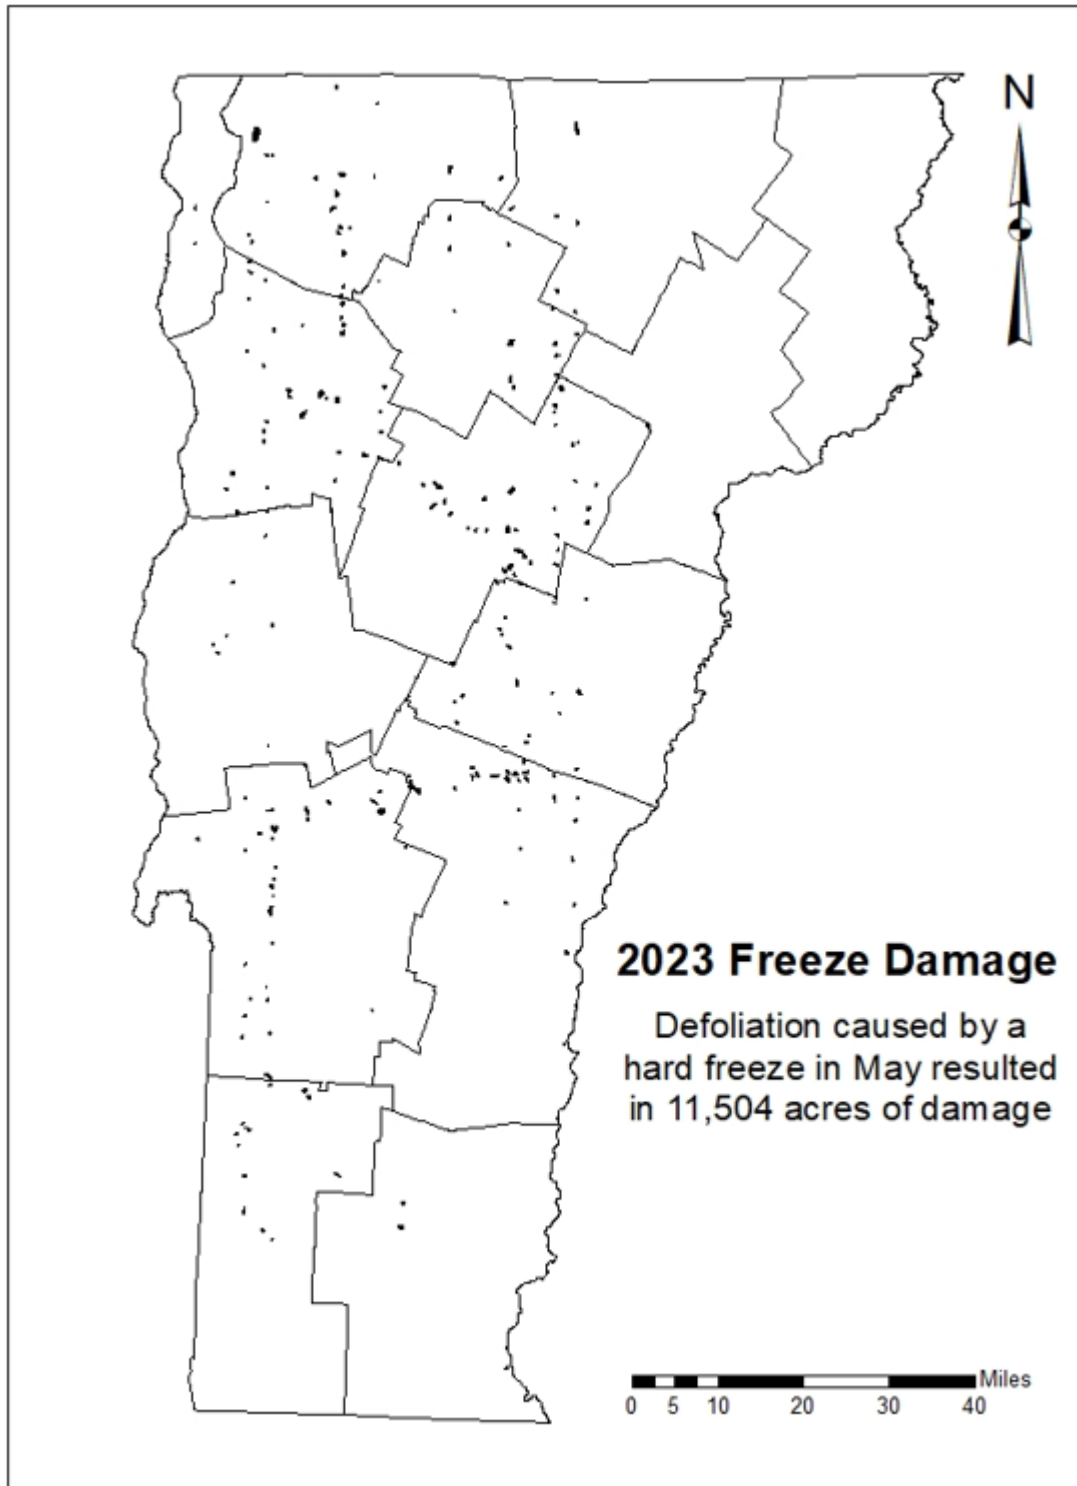 N
2023 Freeze Damage
Defoliation caused by a
hard freeze in May resulted
in 11,504 acres of damage
Miles
0 5 10 20 30 40